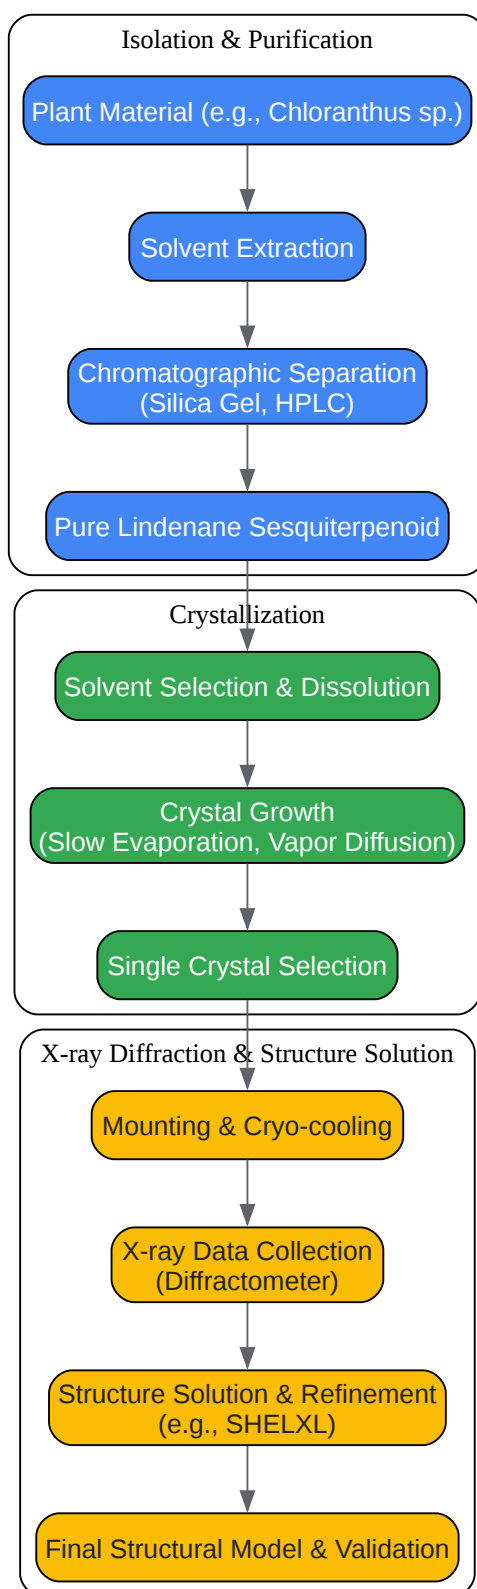 Isolation & Purification
Plant Material (e.g., Chloranthus sp.)
Solvent Extraction
Chromatographic Separation
(Silica Gel, HPLC)
Pure Lindenane Sesquiterpenoid
Crystallization
Solvent Selection & Dissolution
Crystal Growth
(Slow Evaporation, Vapor Diffusion)
Single Crystal Selection
X-ray Diffraction & Structure Solution
Mounting & Cryo-cooling
X-ray Data Collection
(Diffractometer)
Structure Solution & Refinement
(e.g., SHELXL)
Final Structural Model & Validation